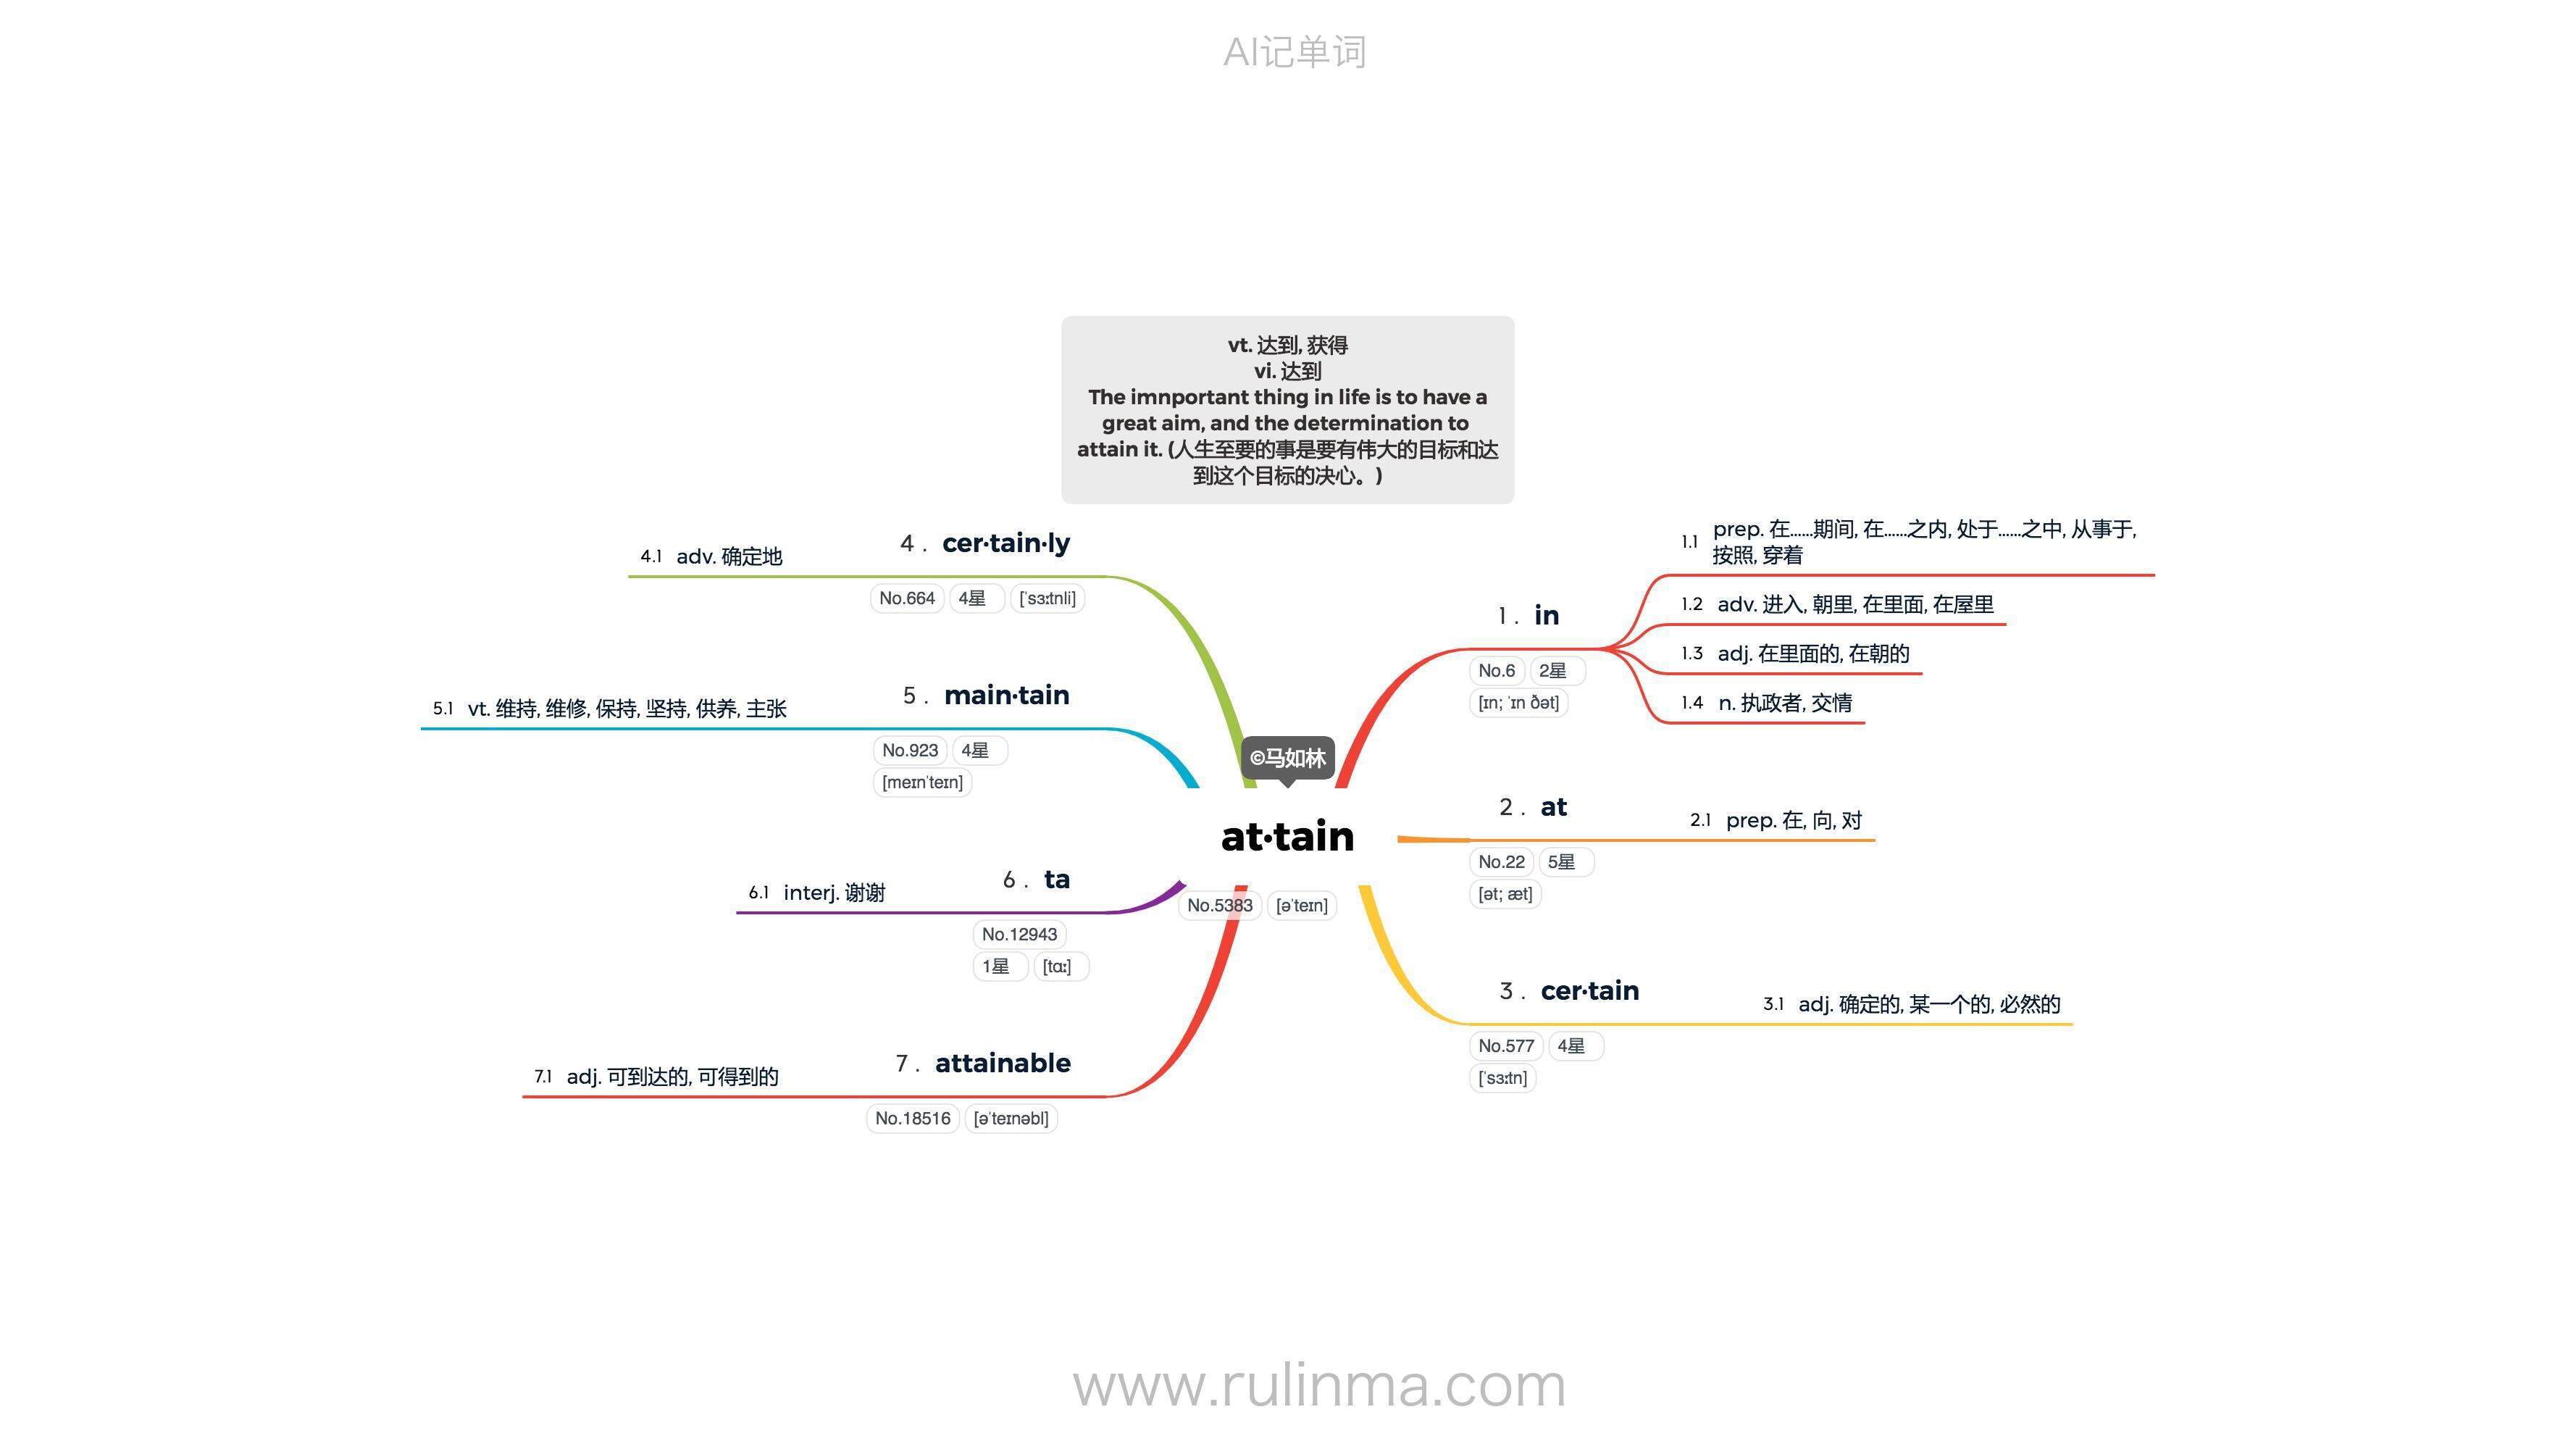 AI记单词
vt. 达到, 获得
vi. 达到
The imnportant thing in life is to have a
great aim, and the determination to
attain it. (人生至要的事是要有伟大的目标和达
到这个目标的决心。)
©马如林
at·tain
No.5383 [əˈteɪn]
1 . in
No.6 2星
[ɪn; ˈɪn ðət]
1.1 prep. 在......期间, 在......之内, 处于......之中, 从事于,
按照, 穿着
1.2 adv. 进入, 朝里, 在里面, 在屋里
1.3 adj. 在里面的, 在朝的
1.4 n. 执政者, 交情
2 . at
No.22 5星
[ət; æt]
2.1 prep. 在, 向, 对
3 . cer·tain
No.577 4星
[ˈsɜːtn]
3.1 adj. 确定的, 某一个的, 必然的
4 . cer·tain·ly
No.664 4星 [ˈsɜːtnli]
4.1 adv. 确定地
5 . main·tain
No.923 4星
[meɪnˈteɪn]
5.1 vt. 维持, 维修, 保持, 坚持, 供养, 主张
6 . ta
No.12943
1星 [tɑː]
6.1 interj. 谢谢
7 . attainable
No.18516 [əˈteɪnəbl]
7.1 adj. 可到达的, 可得到的
www.rulinma.com